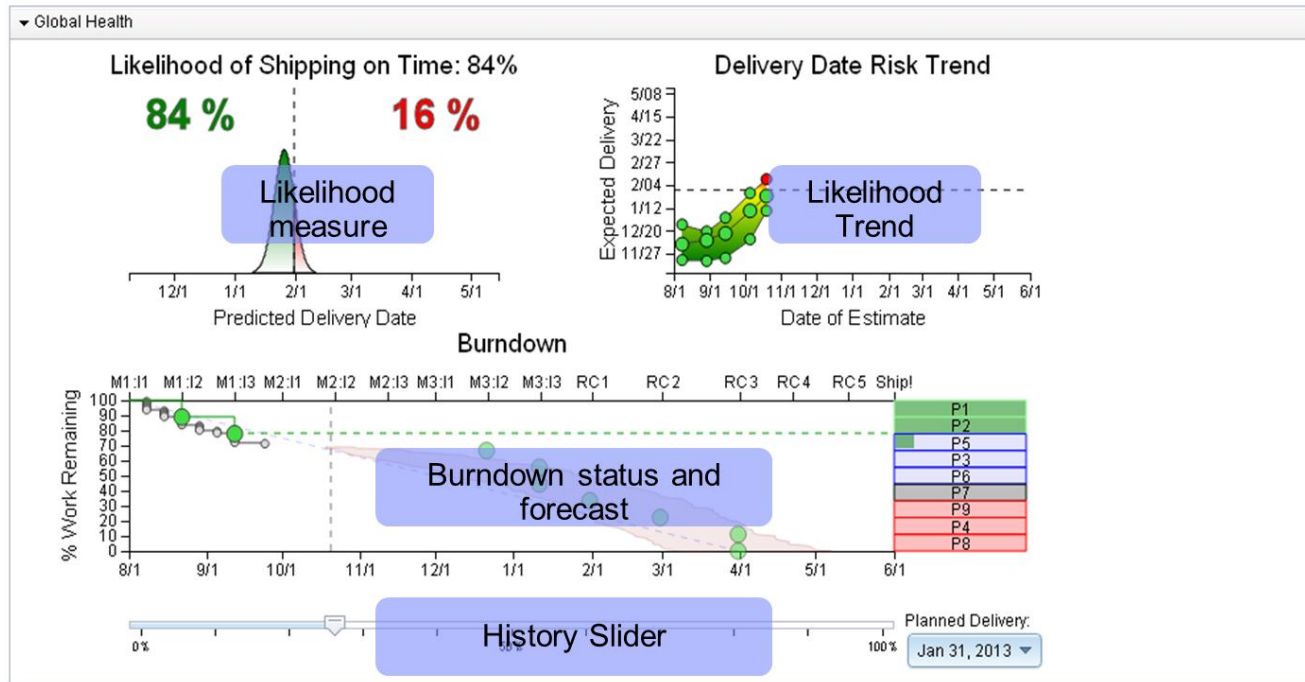 Global Health
Likelihood of Shipping on Time: 84%
84 %
16 %
Likelihood
measure
12/1 1/1 2/1 3/1 4/1 5/1
Predicted Delivery Date
Delivery Date Risk Trend
Expected Delivery
5/08
4/15
3/22
2/27
2/04
1/12
12/20
11/27
Likelihood
Trend
8/1 9/1 10/1 11/1 12/1 1/1 2/1 3/1 4/1 5/1 6/1
Date of Estimate
Burndown
M1:I1 M1:I2 M1:I3 M2:I1 M2:I2 M2:I3 M3:I1 M3:I2 M3:I3 RC1 RC2 RC3 RC4 RC5 Ship!
% Work Remaining
100
90
80
70
60
50
40
30
20
10
0
Burndown status and
forecast
P1
P2
P5
P3
P6
P7
P9
P4
P8
8/1 9/1 10/1 11/1 12/1 1/1 2/1 3/1 4/1 5/1 6/1
History Slider
0% 50% 100%
Planned Delivery:
Jan 31, 2013